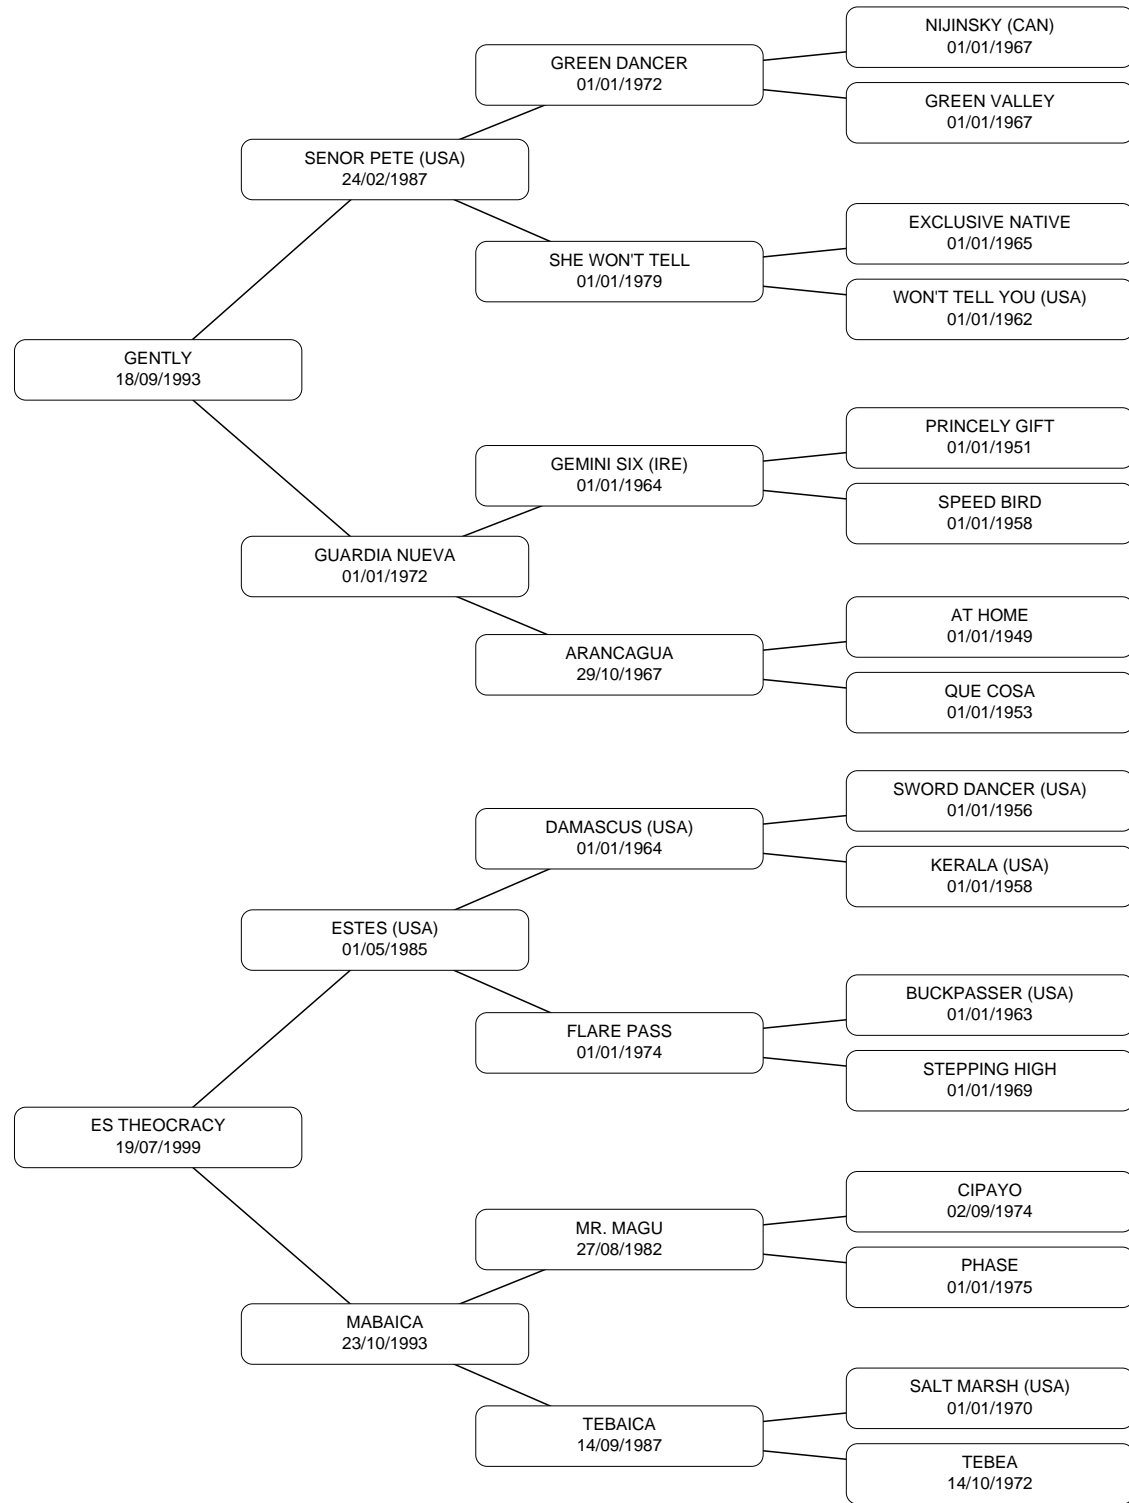 NIJINSKY (CAN)
01/01/1967
GREEN DANCER
01/01/1972
GREEN VALLEY
01/01/1967
SENOR PETE (USA)
24/02/1987
EXCLUSIVE NATIVE
01/01/1965
SHE WON'T TELL
01/01/1979
WON'T TELL YOU (USA)
01/01/1962
GENTLY
18/09/1993
PRINCELY GIFT
01/01/1951
GEMINI SIX (IRE)
01/01/1964
SPEED BIRD
01/01/1958
GUARDIA NUEVA
01/01/1972
AT HOME
01/01/1949
ARANCAGUA
29/10/1967
QUE COSA
01/01/1953
SWORD DANCER (USA)
01/01/1956
DAMASCUS (USA)
01/01/1964
KERALA (USA)
01/01/1958
ESTES (USA)
01/05/1985
BUCKPASSER (USA)
01/01/1963
FLARE PASS
01/01/1974
STEPPING HIGH
01/01/1969
ES THEOCRACY
19/07/1999
CIPAYO
02/09/1974
MR. MAGU
27/08/1982
PHASE
01/01/1975
MABAICA
23/10/1993
SALT MARSH (USA)
01/01/1970
TEBAICA
14/09/1987
TEBEA
14/10/1972